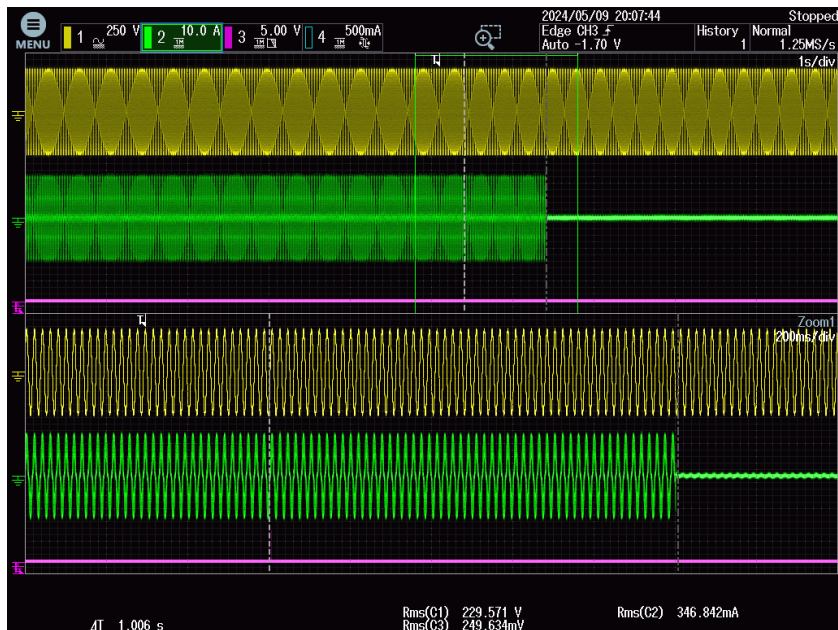 2024/05/09 20:07:44 Stopped
MENU
1 250 V
2 10.0 A
3 5.00 V
4 500mA
Edge CH3
Auto -1.70 V
History
1
Normal
1.25MS/s
1s/div
T
T
Zoom1
200ms/div
Rms(C1) 229.571 V Rms(C2) 346.842mA
ΔT 1.006 s Rms(C3) 249.634mV